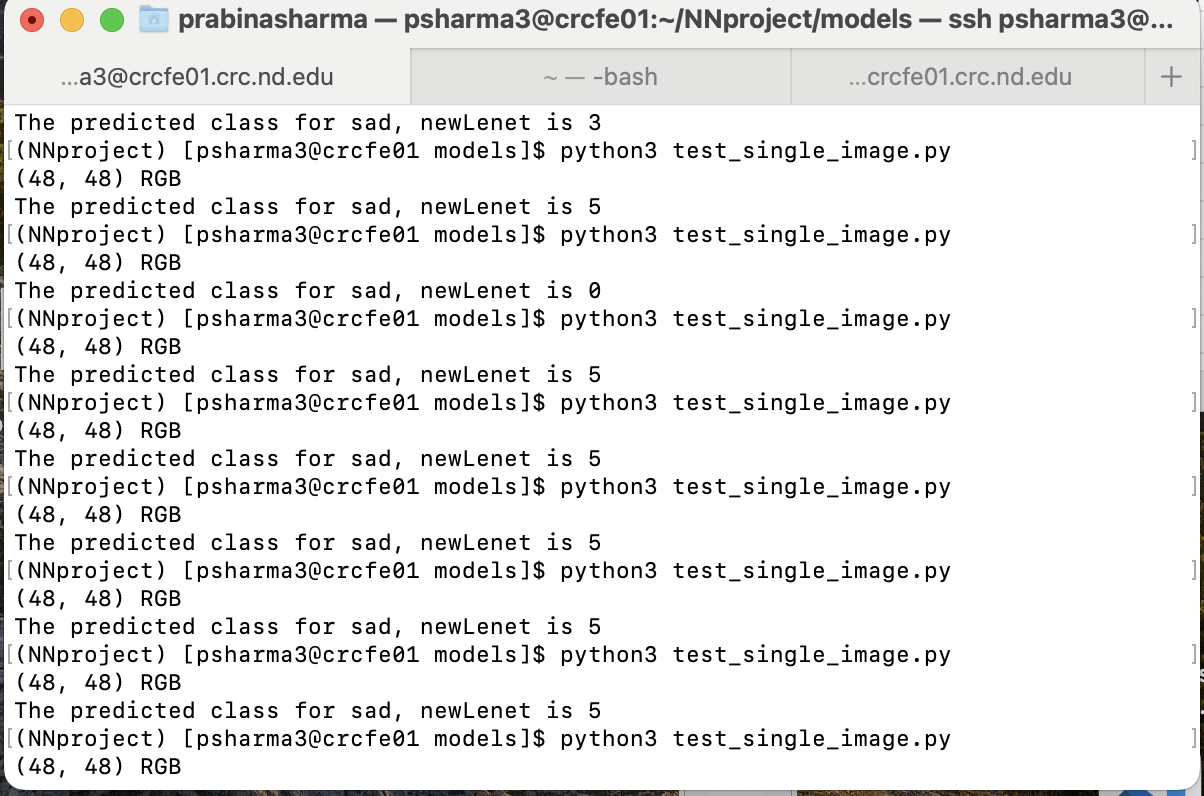 prabinasharma — psharma3@crcfe01:~/NNproject/models — ssh psharma3@...
...a3@crcfe01.crc.nd.edu
~ — -bash
...crcfe01.crc.nd.edu
+
The predicted class for sad, newLenet is 3
[(NNproject) [psharma3@crcfe01 models]$ python3 test_single_image.py ]
(48, 48) RGB
The predicted class for sad, newLenet is 5
[(NNproject) [psharma3@crcfe01 models]$ python3 test_single_image.py ]
(48, 48) RGB
The predicted class for sad, newLenet is 0
[(NNproject) [psharma3@crcfe01 models]$ python3 test_single_image.py ]
(48, 48) RGB
The predicted class for sad, newLenet is 5
[(NNproject) [psharma3@crcfe01 models]$ python3 test_single_image.py ]
(48, 48) RGB
The predicted class for sad, newLenet is 5
[(NNproject) [psharma3@crcfe01 models]$ python3 test_single_image.py ]
(48, 48) RGB
The predicted class for sad, newLenet is 5
[(NNproject) [psharma3@crcfe01 models]$ python3 test_single_image.py ]
(48, 48) RGB
The predicted class for sad, newLenet is 5
[(NNproject) [psharma3@crcfe01 models]$ python3 test_single_image.py ]
(48, 48) RGB
The predicted class for sad, newLenet is 5
[(NNproject) [psharma3@crcfe01 models]$ python3 test_single_image.py ]
(48, 48) RGB